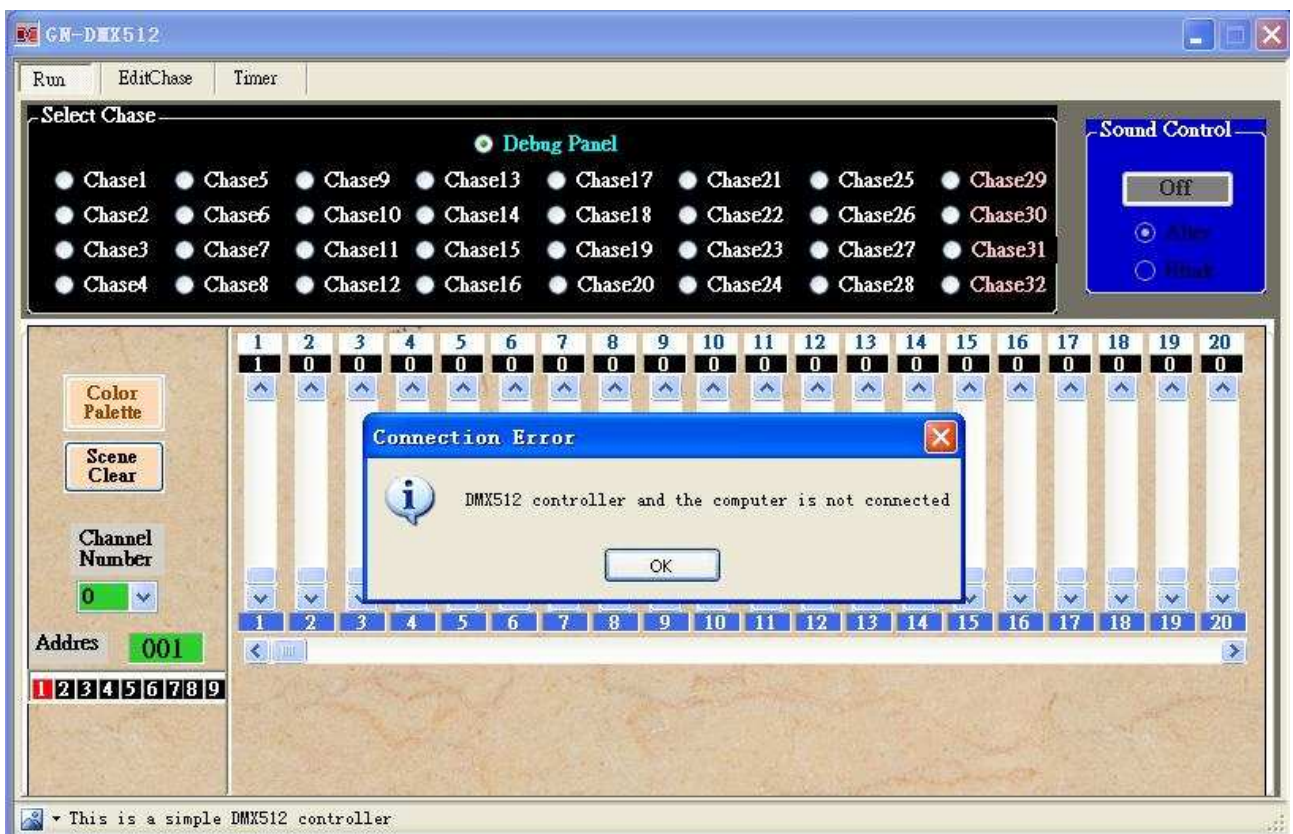 GN-DMX512
Run EditChase Timer
Select Chase
Debug Panel
Sound Control
Chase1 Chase5 Chase9 Chase13 Chase17 Chase21 Chase25 Chase29
Off
Chase2 Chase6 Chase10 Chase14 Chase18 Chase22 Chase26 Chase30
Chase3 Chase7 Chase11 Chase15 Chase19 Chase23 Chase27 Chase31
Chase4 Chase8 Chase12 Chase16 Chase20 Chase24 Chase28 Chase32
1 2 3 4 5 6 7 8 9 10 11 12 13 14 15 16 17 18 19 20
1 0 0 0 0 0 0 0 0 0 0 0 0 0 0 0 0 0 0 0
Color
Palette
Scene
Clear
Channel
Number
0
Addres 001
1 2 3 4 5 6 7 8 9
Connection Error
DMX512 controller and the computer is not connected
OK
1 2 3 4 5 6 7 8 9 10 11 12 13 14 15 16 17 18 19 20
This is a simple DMX512 controller